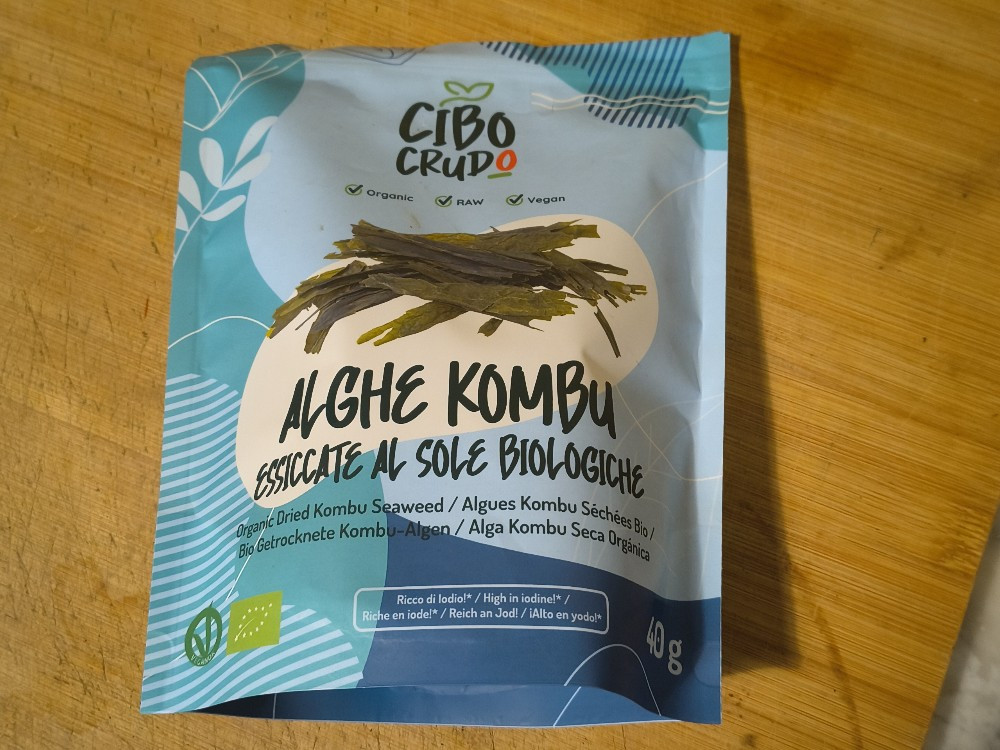 CIBO
CRUDO
Organic RAW Vegan
ALGHE KOMBU
ESSICCATE AL SOLE BIOLOGICHE
Organic Dried Kombu Seaweed / Algues Kombu Séchées Bio /
Bio Getrocknete Kombu-Algen / Alga Kombu Seca Orgánica
Ricco di Iodio!* / High in iodine!* /
Riche en iode!* / Reich an Jod! / ¡Alto en yodo!*
40 g
VEGANOK